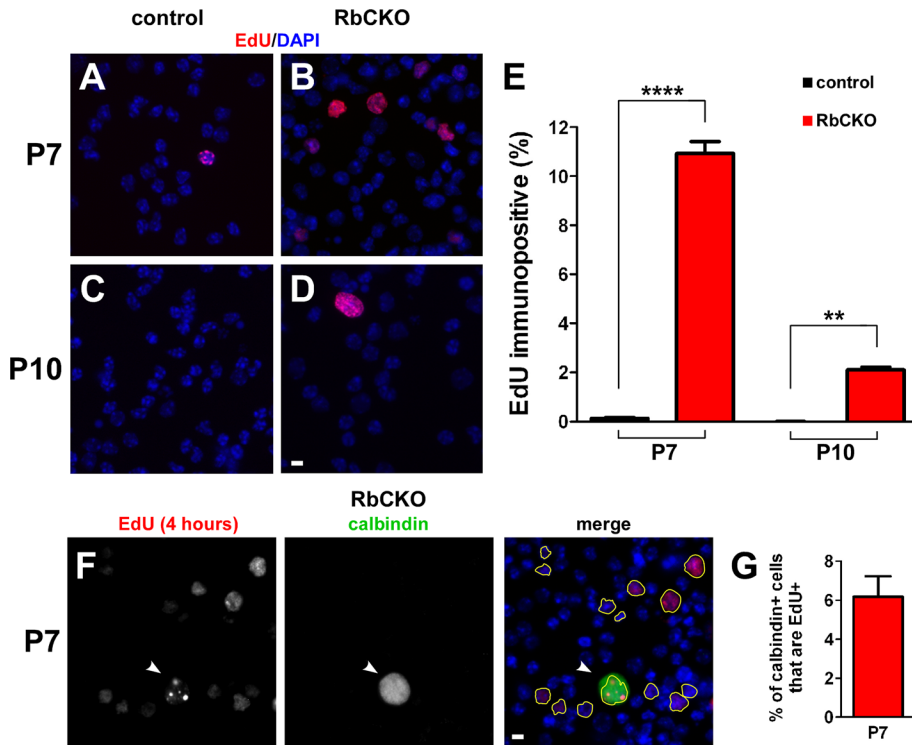 control
RbCKO
EdU/DAPI
A
B
P7
C
D
P10
E
control
RbCKO
EdU immunopositive (%)
12
10
8
6
4
2
0
****
**
P7
P10
RbCKO
EdU (4 hours)
calbindin
merge
F
P7
G
% of calbindin+ cells
that are EdU+
8
6
4
2
0
P7